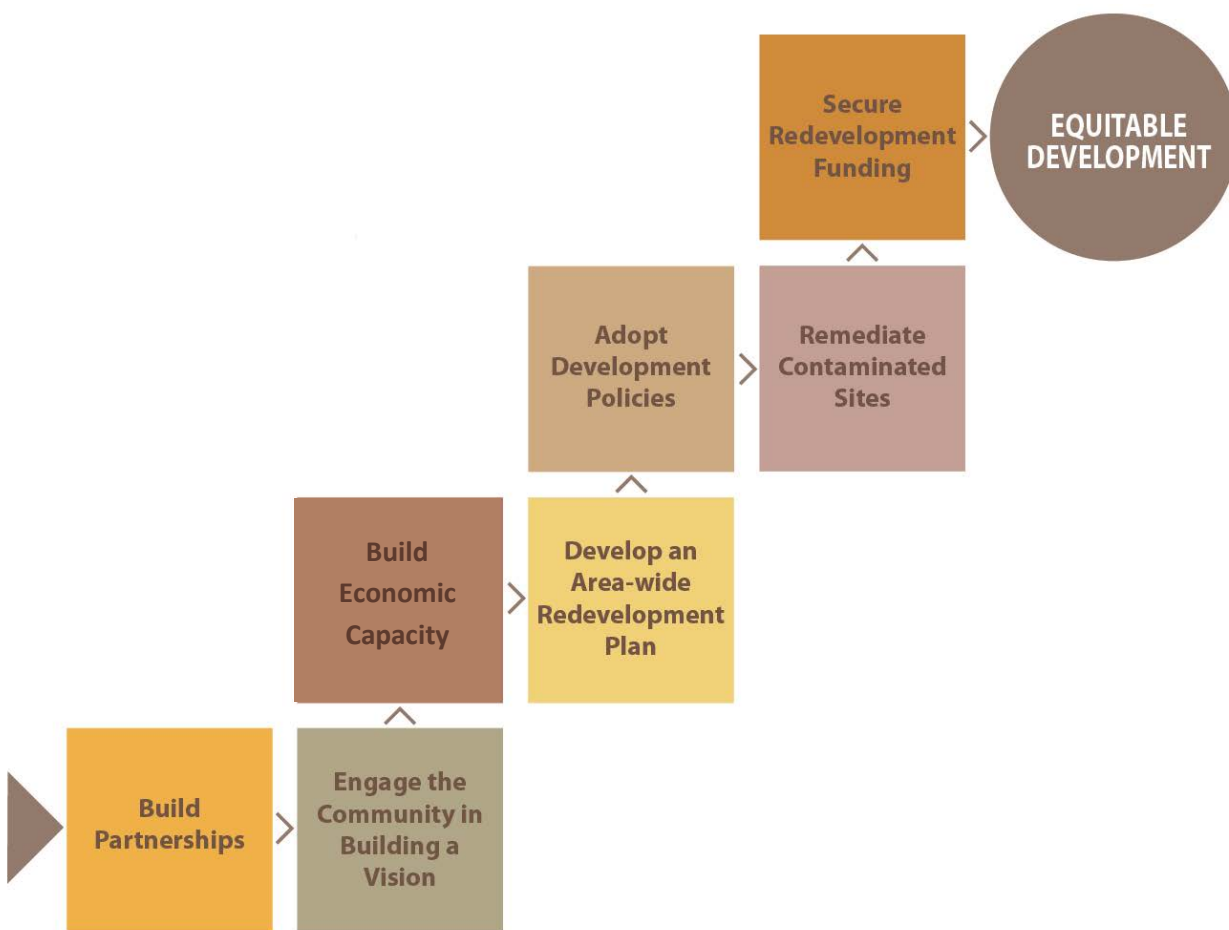 Build
Partnerships
Engage the
Community in
Building a
Vision
Build
Economic
Capacity
Develop an
Area-wide
Redevelopment
Plan
Adopt
Development
Policies
Remediate
Contaminated
Sites
Secure
Redevelopment
Funding
EQUITABLE
DEVELOPMENT